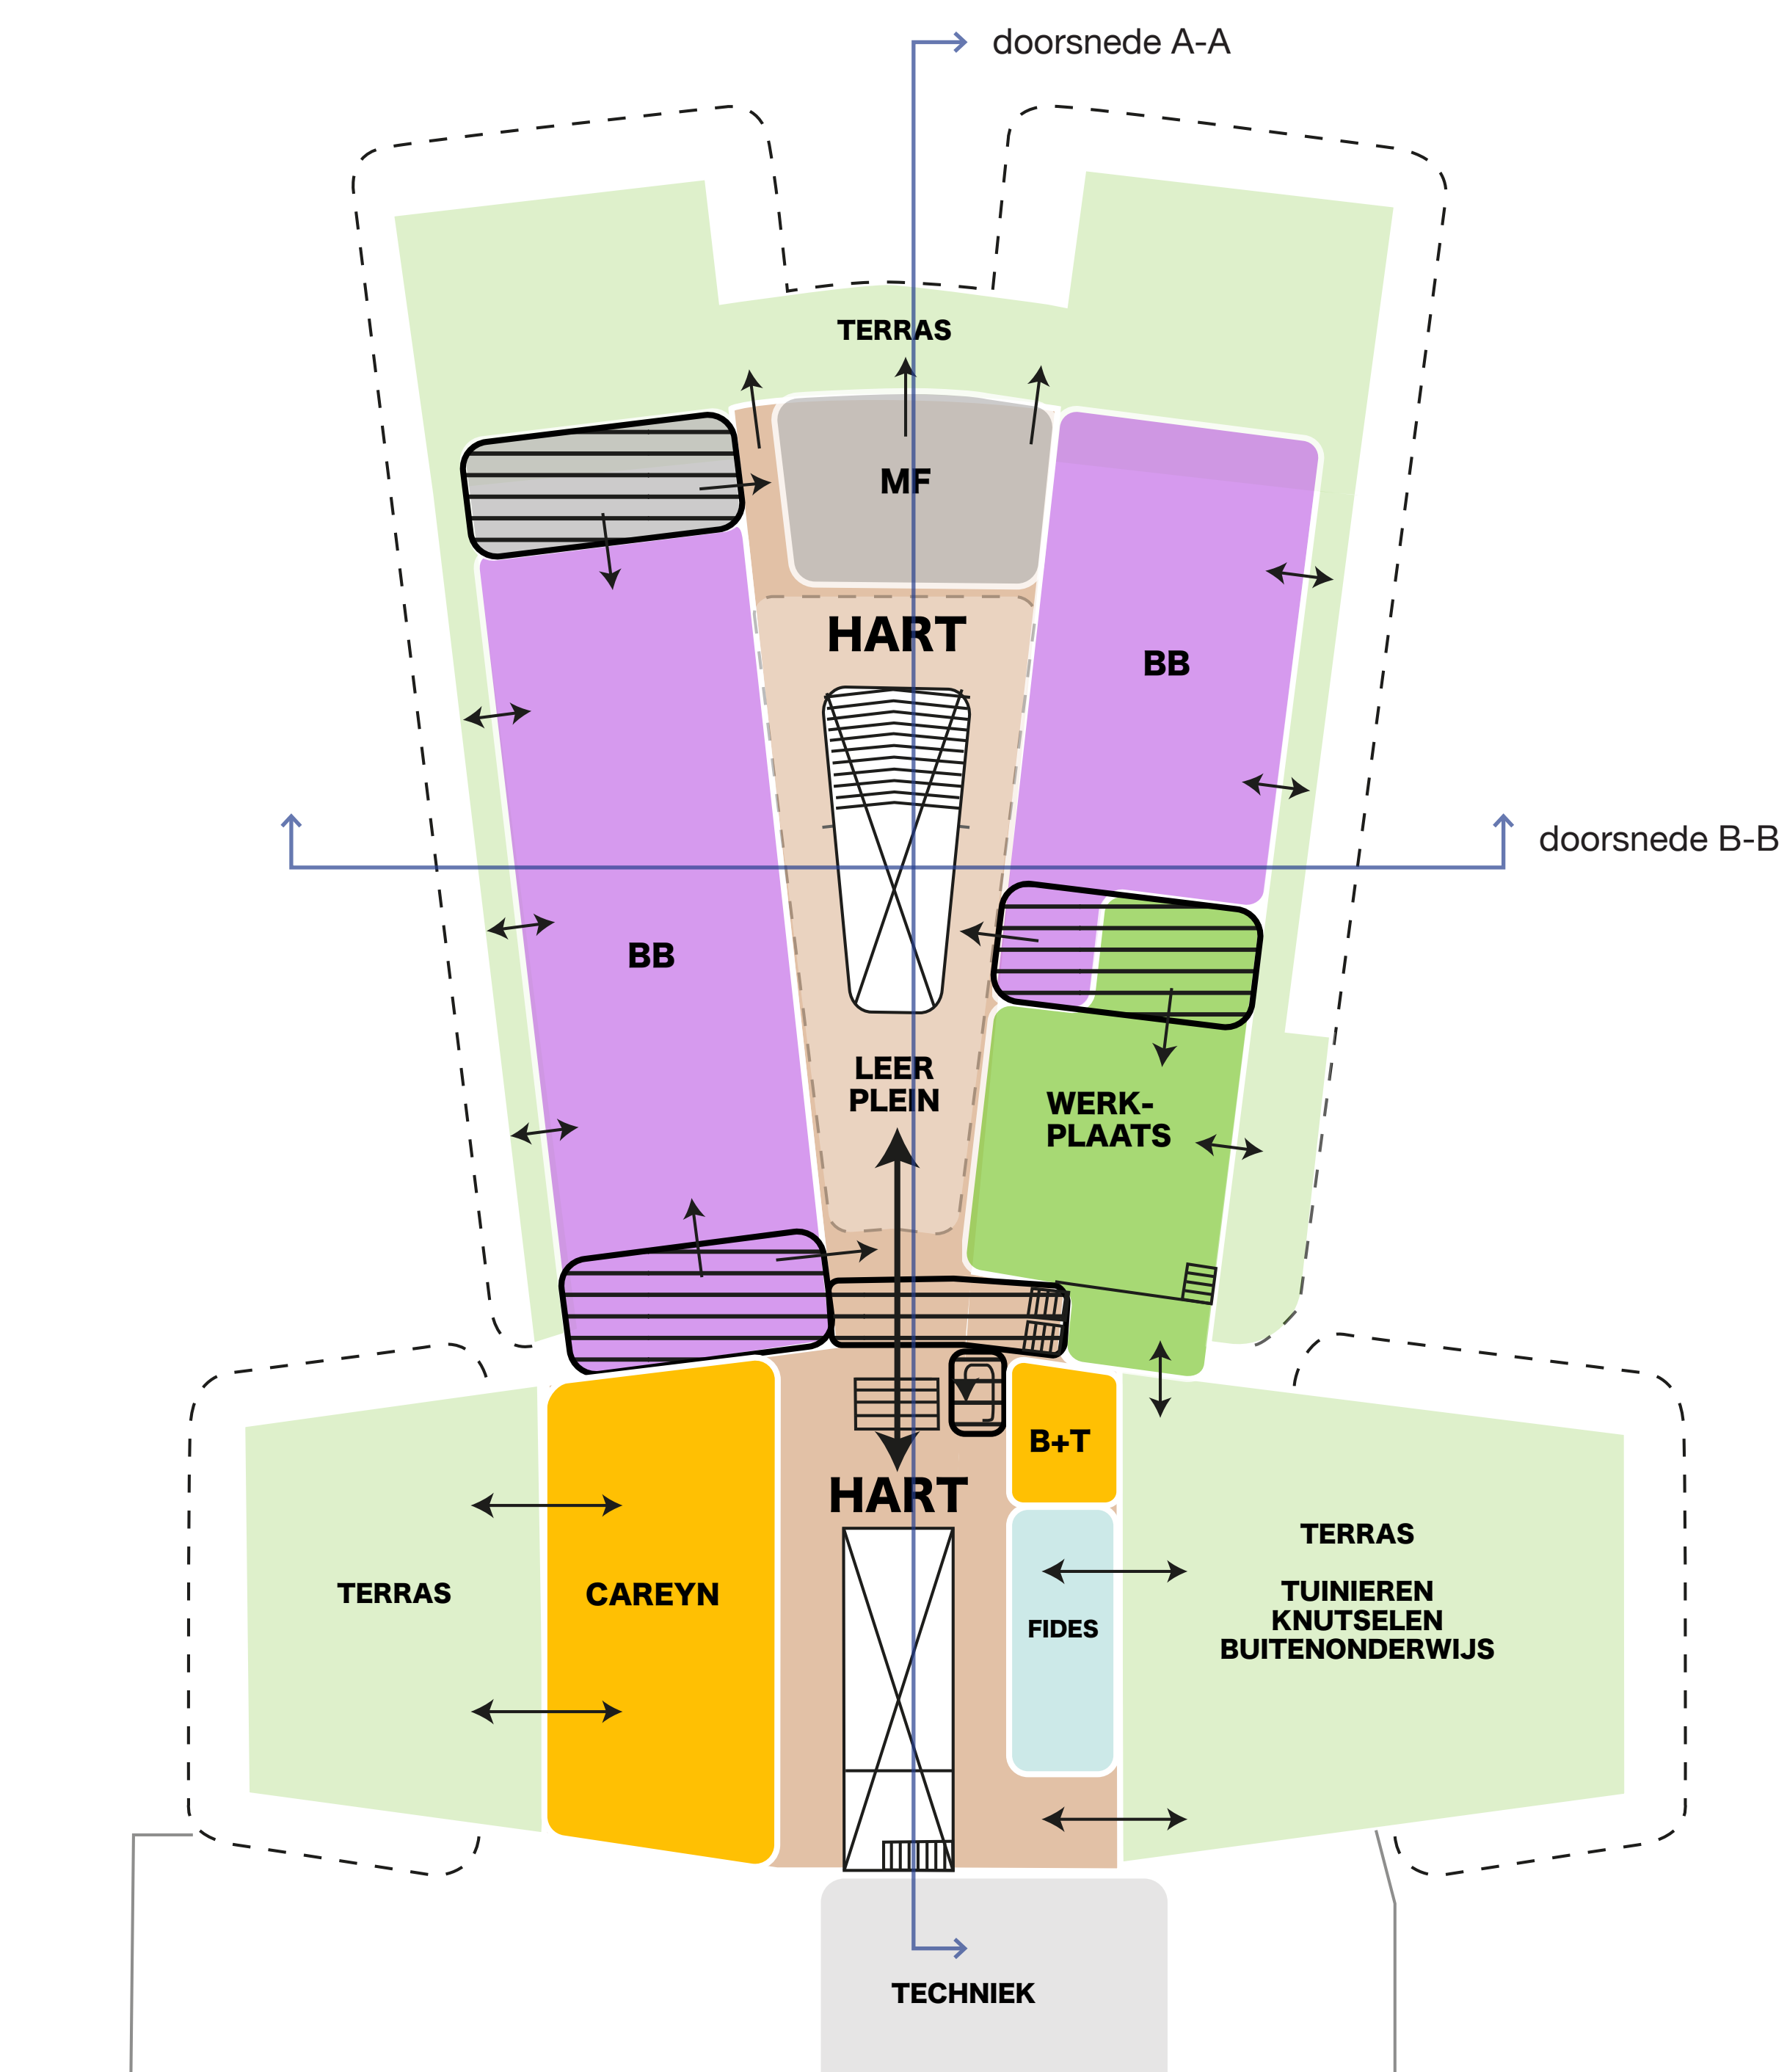 doorsnede A-A
TERRAS
MF
HART
BB
doorsnede B-B
BB
LEER
PLEIN
WERK-
PLAATS
B+T
HART
TERRAS
CAREYN
FIDES
TERRAS
TUINIEREN
KNUTSELEN
BUITENONDERWIJS
TECHNIEK